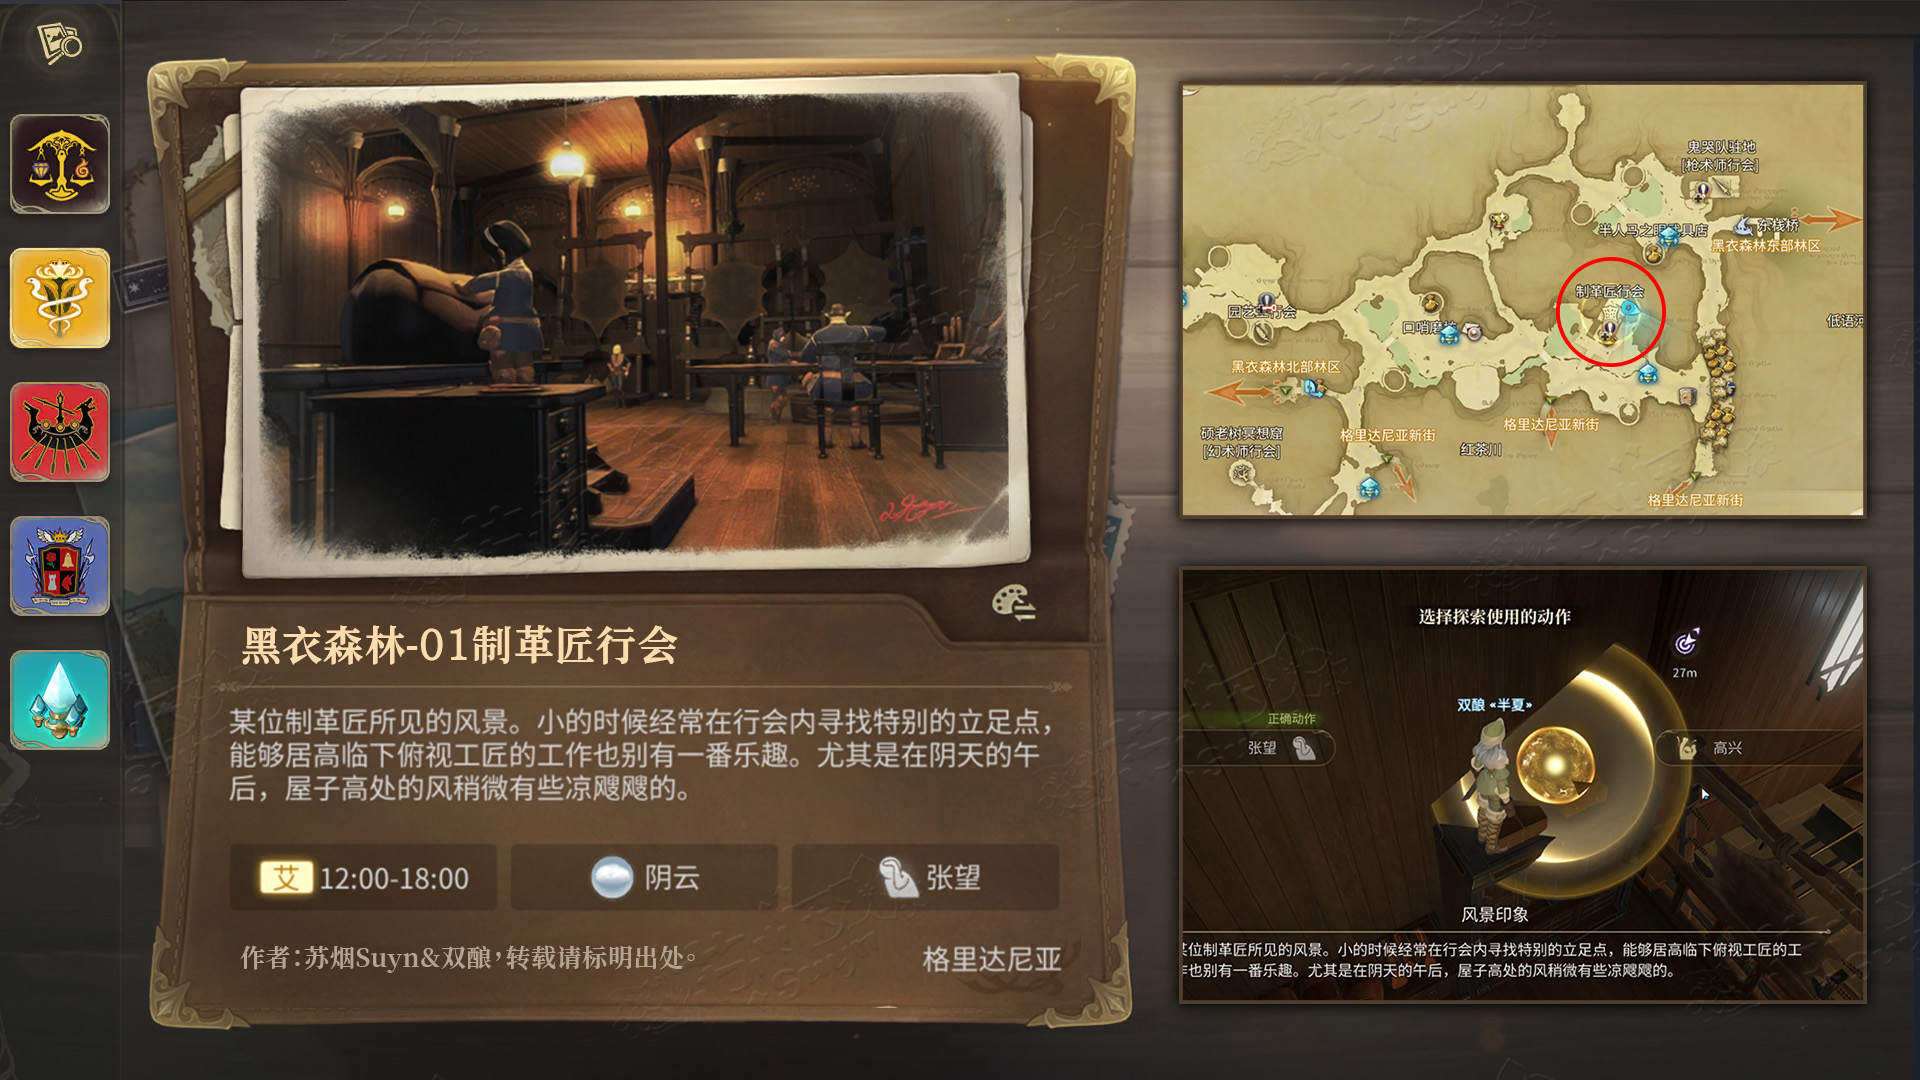 黑衣森林-01制革匠行会
某位制革匠所见的风景。小的时候经常在行会内寻找特别的立足点，
能够居高临下俯视工匠的工作也别有一番乐趣。尤其是在阴天的午
后，屋子高处的风稍微有些凉飕飕的。
艾 12:00-18:00
阴云
张望
作者：苏烟Suyn&双酿，转载请标明出处。
格里达尼亚
鬼哭队驻地
[枪术师行会]
东栈桥
黑衣森林东部林区
制革匠行会
低语河
黑衣森林北部林区
硕老树冥想窟
[幻术师行会]
格里达尼亚新街
格里达尼亚新街
红茶川
格里达尼亚新街
选择探索使用的动作
27m
双酿 «半夏»
正确动作
张望
高兴
风景印象
位制革匠所见的风景。小的时候经常在行会内寻找特别的立足点，能够居高临下俯视工匠的工
也别有一番乐趣。尤其是在阴天的午后，屋子高处的风稍微有些凉飕飕的。